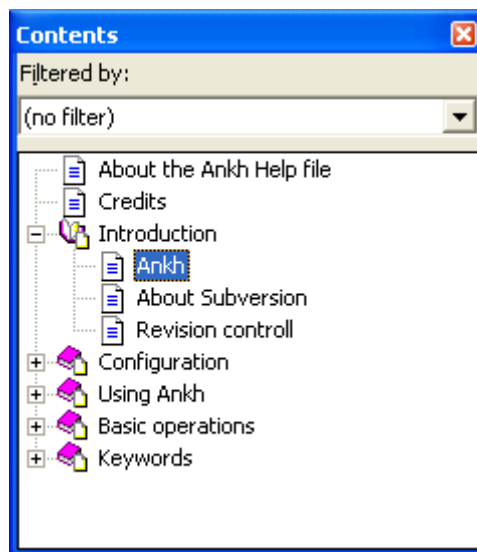 Contents
Filtered by:
(no filter)
About the Ankh Help file
Credits
Introduction
Ankh
About Subversion
Revision controll
Configuration
Using Ankh
Basic operations
Keywords